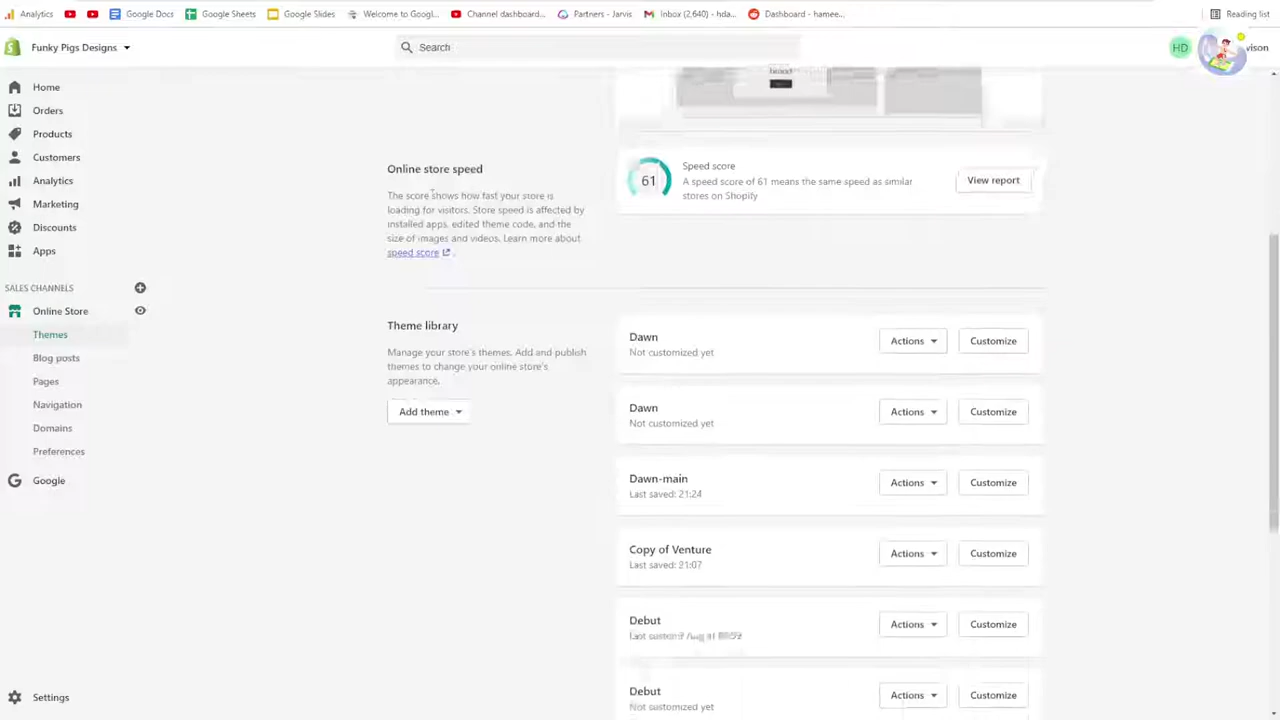 Analytics
Google Docs
Google Sheets
Google Slides
Welcome to Googl...
Channel dashboard...
Partners - Jarvis
Inbox (2,640) - hda...
Dashboard - hamee...
Reading list
Funky Pigs Designs
Search
HD
vison
Home
Orders
Products
Customers
Analytics
Marketing
Discounts
Apps
SALES CHANNELS
Online Store
Themes
Blog posts
Pages
Navigation
Domains
Preferences
Google
Settings
Online store speed
The score shows how fast your store is
loading for visitors. Store speed is affected by
installed apps, edited theme code, and the
size of images and videos. Learn more about
speed score .
61
Speed score
A speed score of 61 means the same speed as similar
stores on Shopify
View report
Theme library
Manage your store's themes. Add and publish
themes to change your online store's
appearance.
Add theme
Dawn
Not customized yet
Actions
Customize
Dawn
Not customized yet
Actions
Customize
Dawn-main
Last saved: 21:24
Actions
Customize
Copy of Venture
Last saved: 21:07
Actions
Customize
Debut
Actions
Customize
Debut
Not customized yet
Actions
Customize